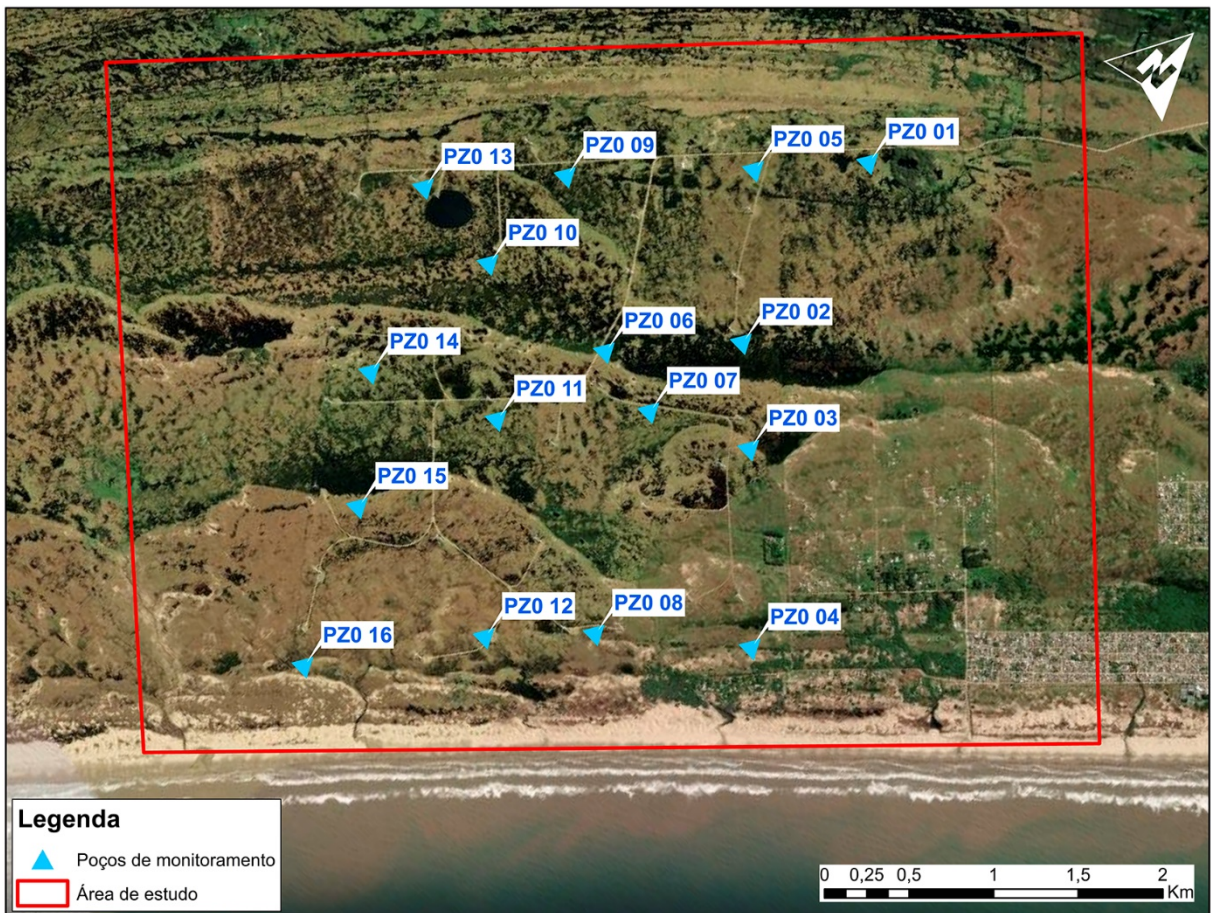 PZ0 01
PZ0 05
PZ0 09
PZ0 13
PZ0 10
PZ0 02
PZ0 06
PZ0 14
PZ0 07
PZ0 11
PZ0 03
PZ0 15
PZ0 12
PZ0 08
PZ0 04
PZ0 16
Legenda
Poços de monitoramento
Área de estudo
0 0,25 0,5 1 1,5 2
Km